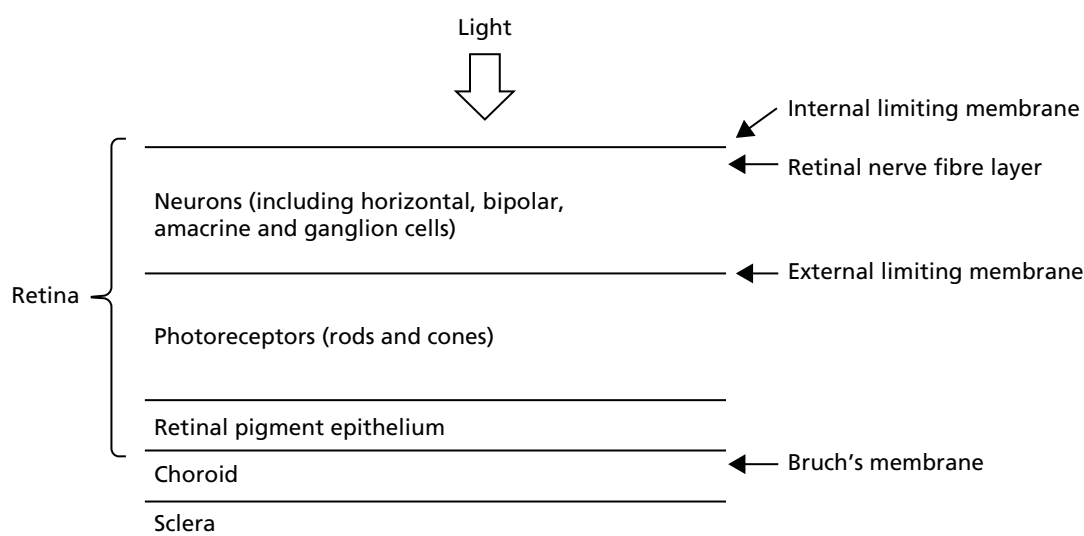 Light
Internal limiting membrane
Retinal nerve fibre layer
Neurons (including horizontal, bipolar,
amacrine and ganglion cells)
External limiting membrane
Retina
Photoreceptors (rods and cones)
Retinal pigment epithelium
Bruch’s membrane
Choroid
Sclera